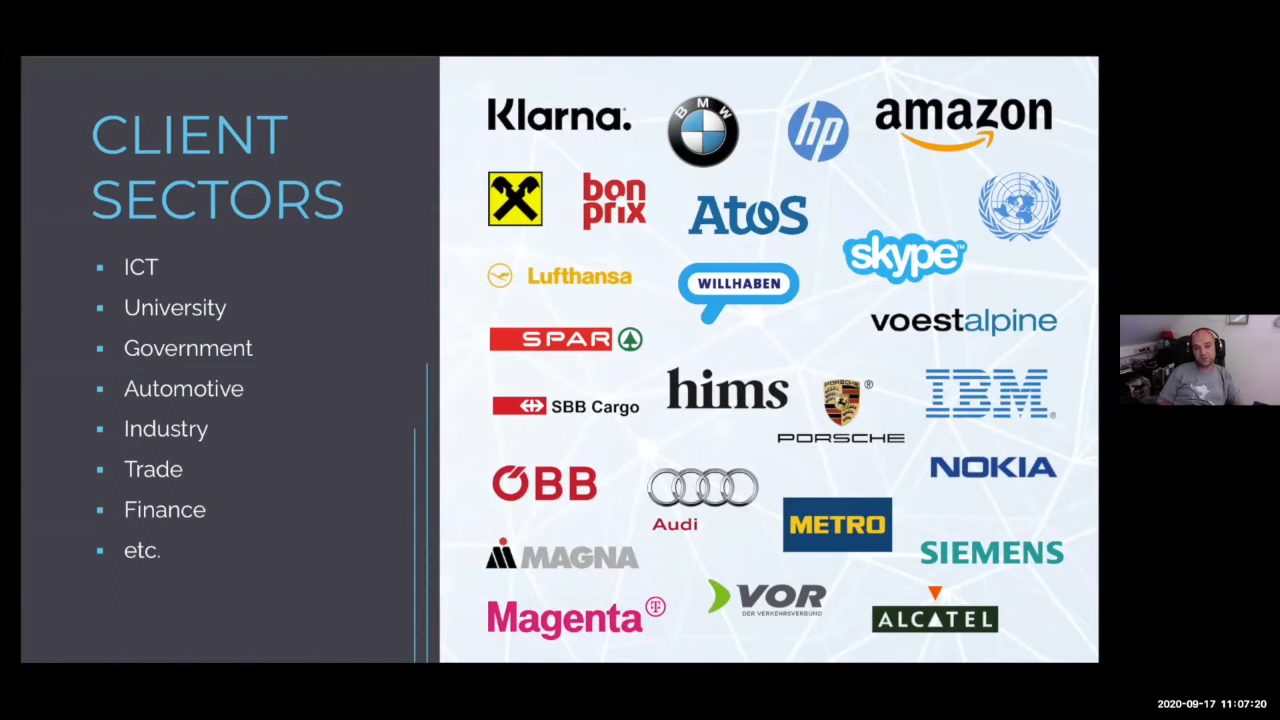 CLIENT
SECTORS
▪ ICT
▪ University
▪ Government
▪ Automotive
▪ Industry
▪ Trade
▪ Finance
▪ etc.
Klarna.
BMW
hp
amazon
bon
prix
Atos
skype™
Lufthansa
WILLHABEN
voestalpine
SPAR
hims
PORSCHE
®
IBM®
SBB Cargo
PORSCHE
NOKIA
ÖBB
Audi
METRO
SIEMENS
MAGNA
VOR
DER VERKEHRSVERBUND
Magenta
T
ALCATEL
2020-09-17 11:07:20